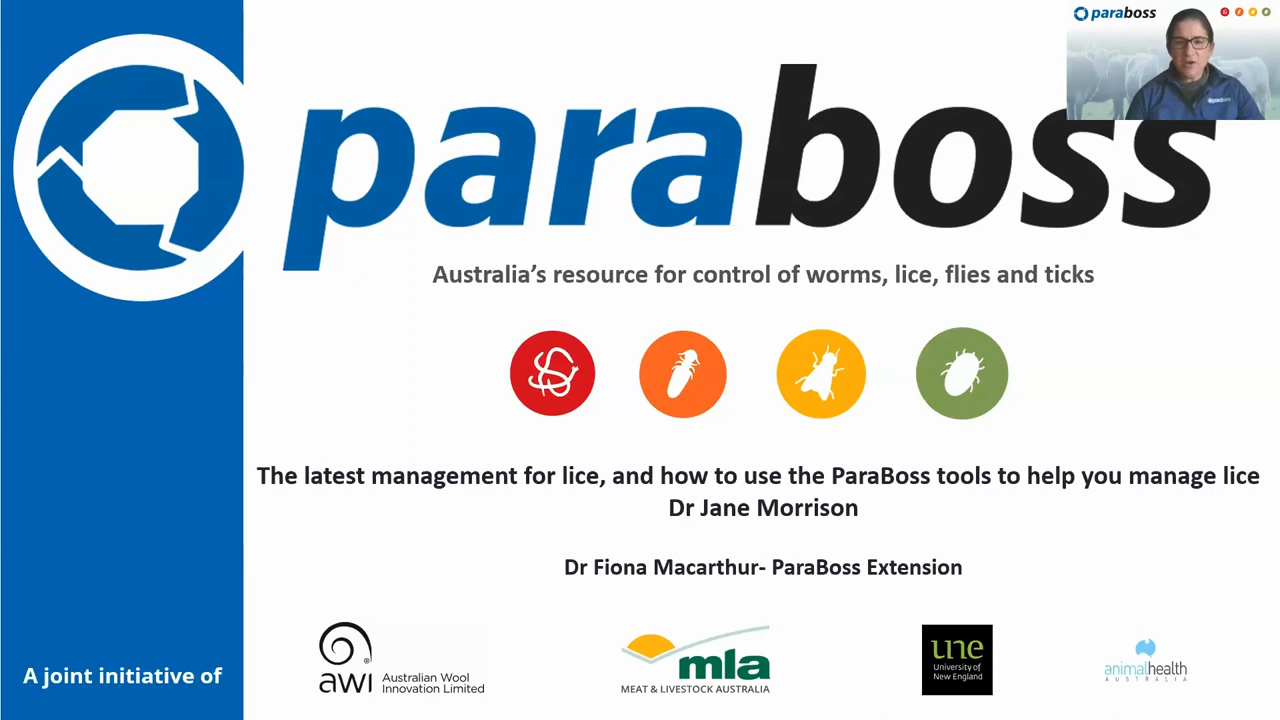 paraboss
paraboss
Australia's resource for control of worms, lice, flies and ticks
The latest management for lice, and how to use the ParaBoss tools to help you manage lice
Dr Jane Morrison
Dr Fiona Macarthur- ParaBoss Extension
A joint initiative of
awi
®
Australian Wool
Innovation Limited
mla
MEAT & LIVESTOCK AUSTRALIA
une
University of
New England
animalhealth
AUSTRALIA